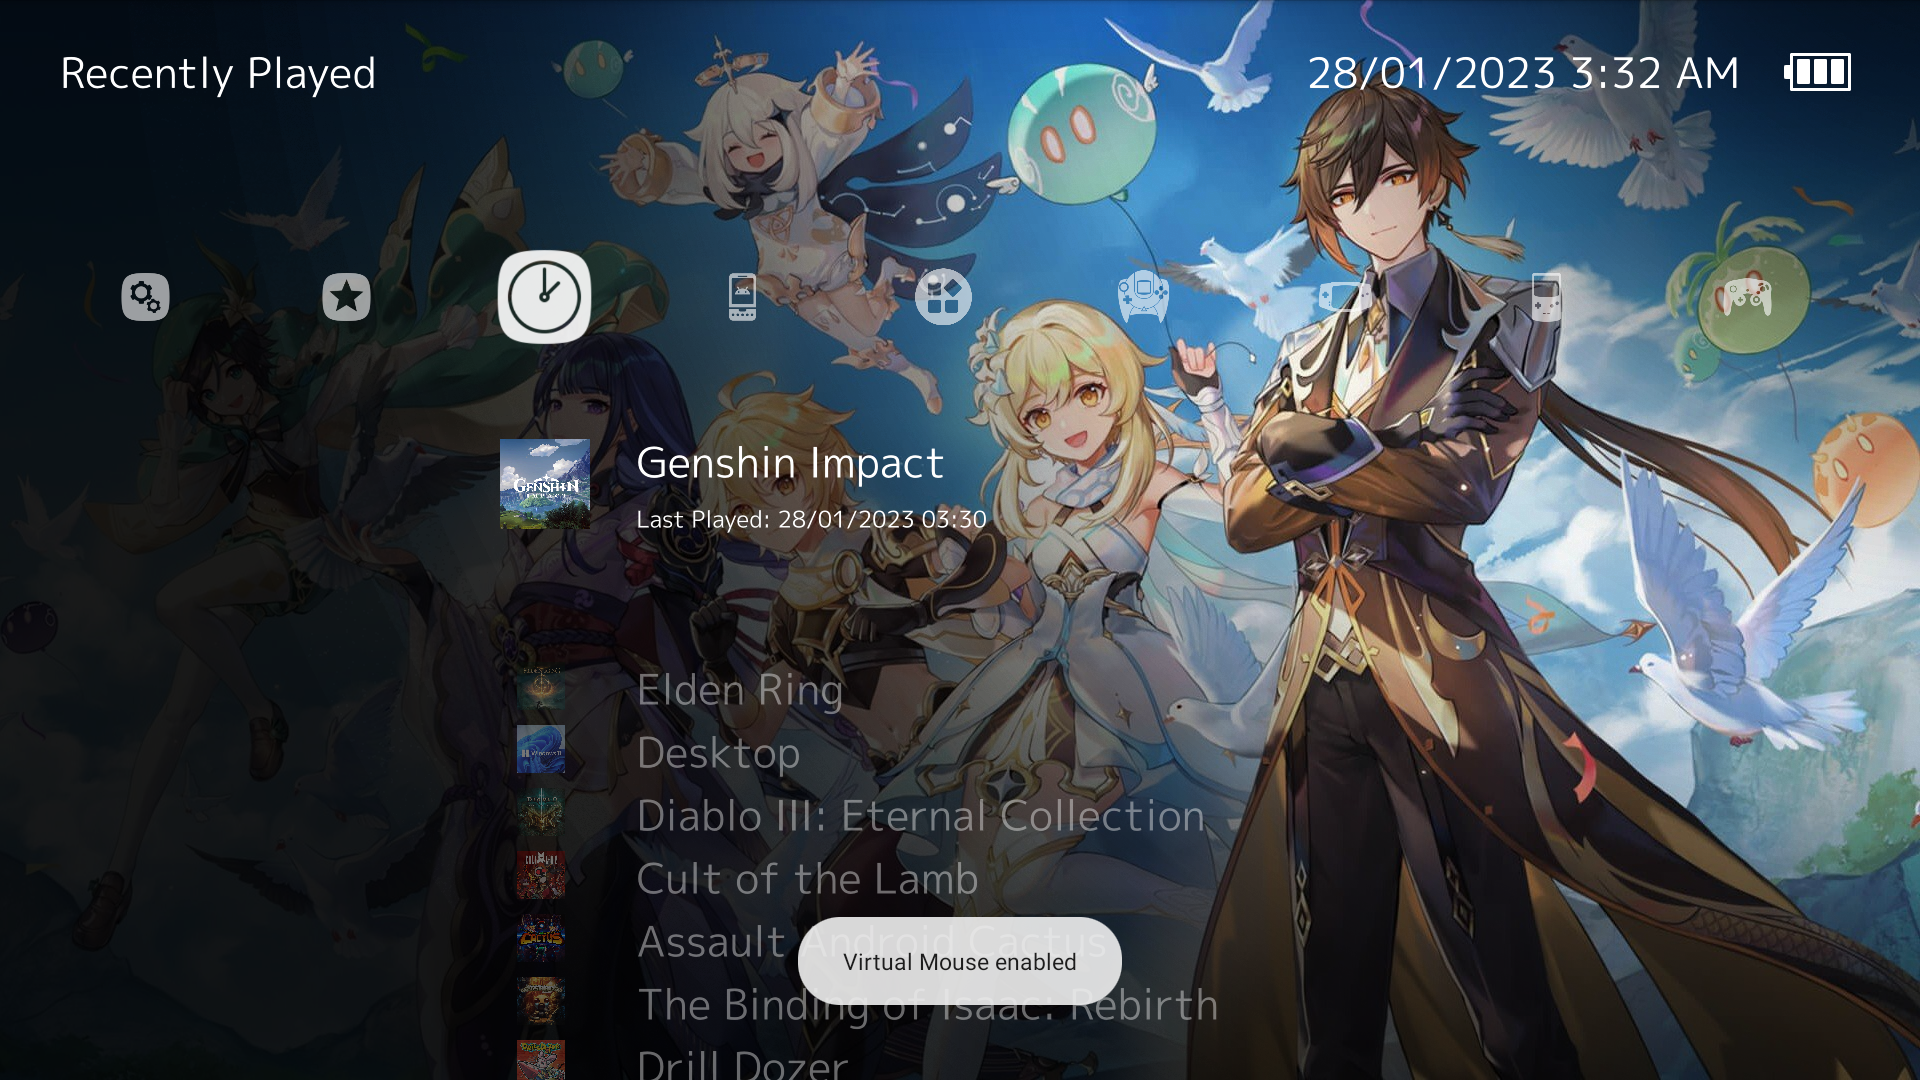 Recently Played
28/01/2023 3:32 AM
GENSHIN
IMPACT
Genshin Impact
Last Played: 28/01/2023 03:30
Elden Ring
Desktop
Diablo III: Eternal Collection
Cult of the Lamb
Assault Android Cactus
The Binding of Isaac: Rebirth
Drill Dozer
Virtual Mouse enabled